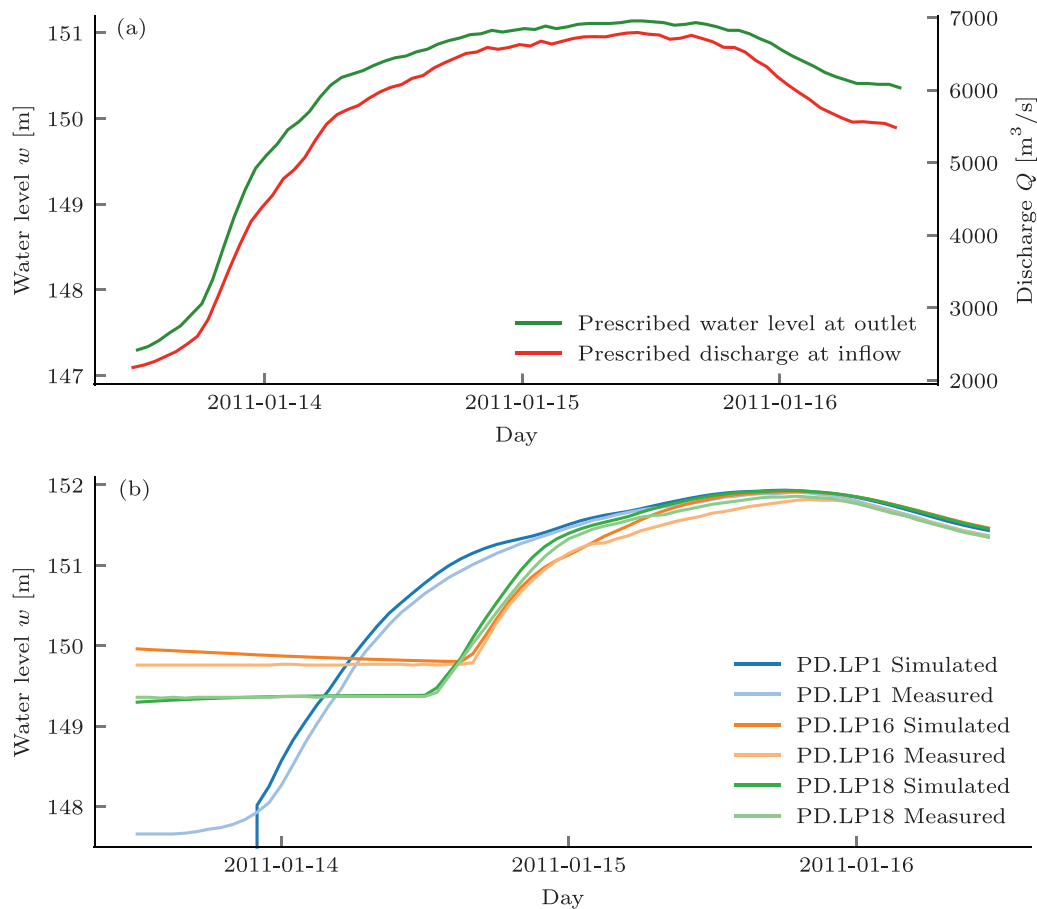 (a)
Water level w [m]
151
150
149
148
147
7000
6000
5000
4000
3000
2000
Discharge Q [m³/s]
Prescribed water level at outlet
Prescribed discharge at inflow
2011-01-14
2011-01-15
2011-01-16
Day
(b)
Water level w [m]
152
151
150
149
148
PD.LP1 Simulated
PD.LP1 Measured
PD.LP16 Simulated
PD.LP16 Measured
PD.LP18 Simulated
PD.LP18 Measured
2011-01-14
2011-01-15
2011-01-16
Day